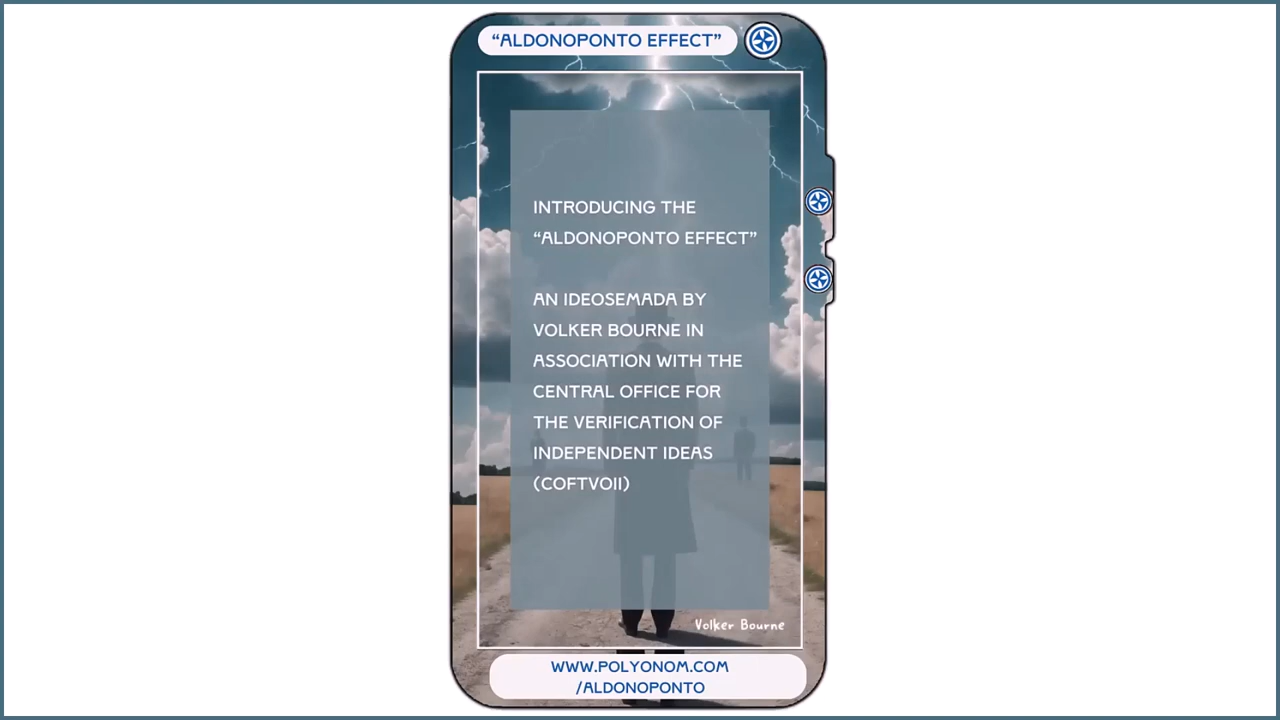 “ALDONOPONTO EFFECT”
INTRODUCING THE
“ALDONOPONTO EFFECT”
AN IDEOSEMADA BY
VOLKER BOURNE IN
ASSOCIATION WITH THE
CENTRAL OFFICE FOR
THE VERIFICATION OF
INDEPENDENT IDEAS
(COFTVOII)
Volker Bourne
WWW.POLYONOM.COM
/ALDONOPONTO